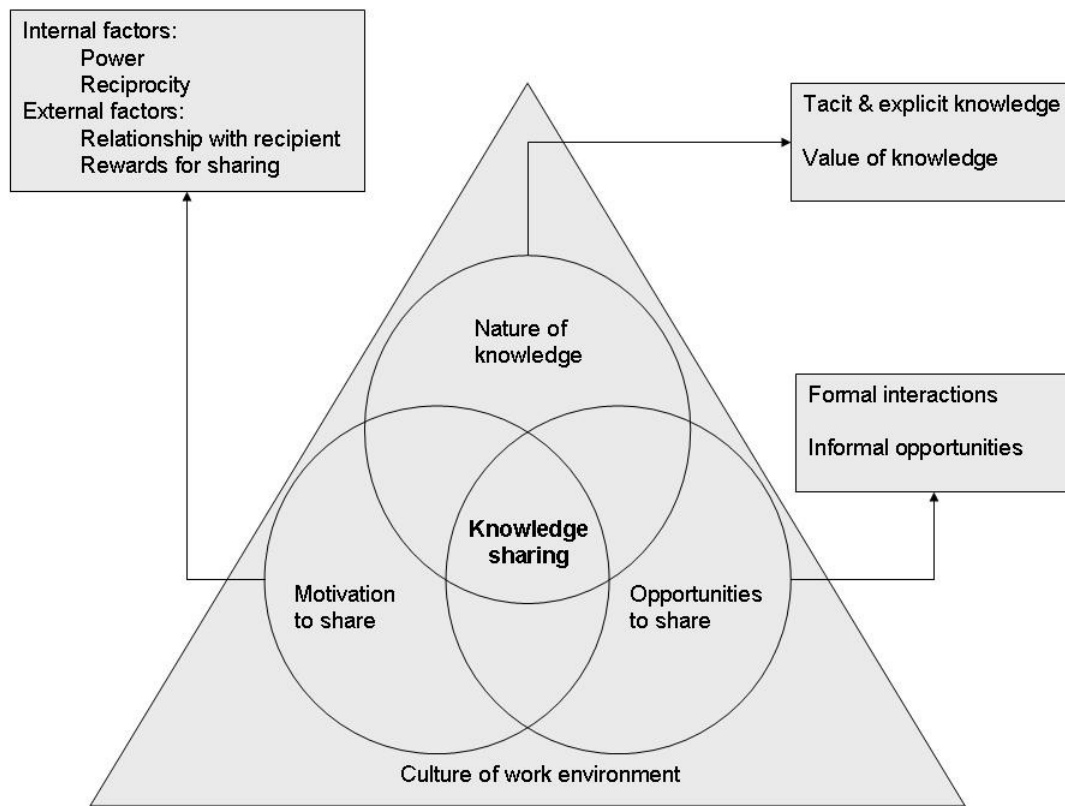 Internal factors:
Power
Reciprocity
External factors:
Relationship with recipient
Rewards for sharing
Tacit & explicit knowledge
Value of knowledge
Nature of
knowledge
Formal interactions
Informal opportunities
Knowledge
sharing
Motivation
to share
Opportunities
to share
Culture of work environment